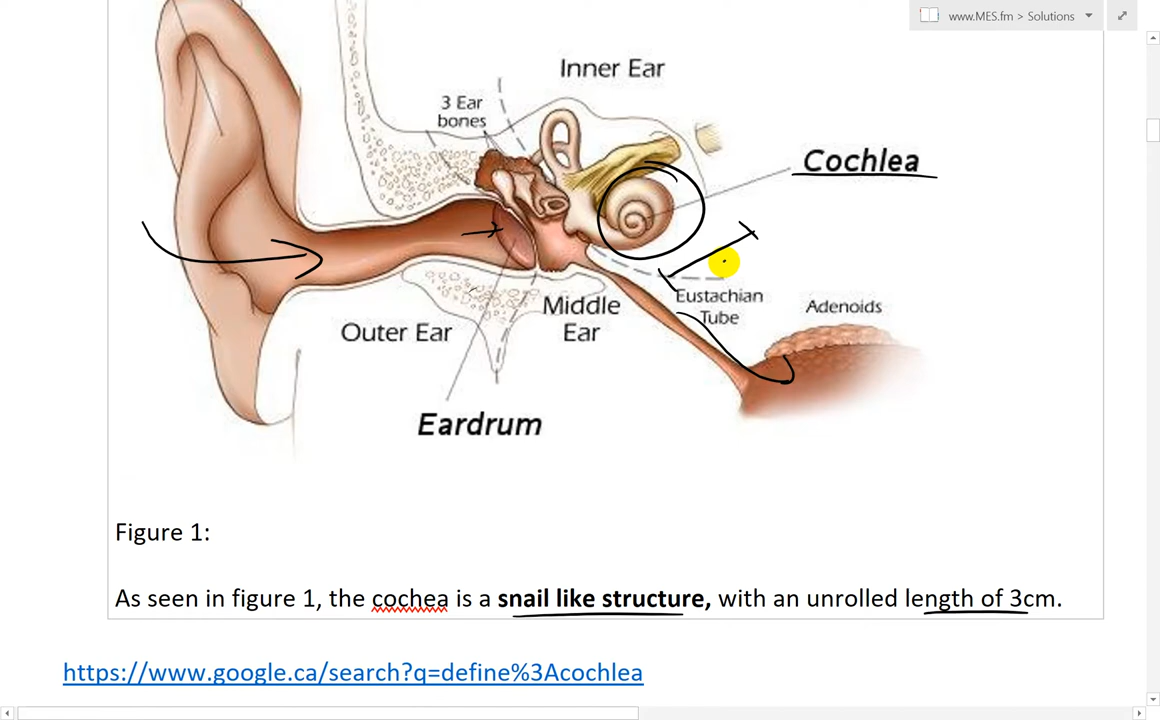 www.MES.fm > Solutions
Inner Ear
3 Ear
bones
Cochlea
Eustachian
Tube
Adenoids
Middle
Ear
Outer Ear
Eardrum
Figure 1:
As seen in figure 1, the cochea is a snail like structure, with an unrolled length of 3cm.
https://www.google.ca/search?q=define%3Acochlea